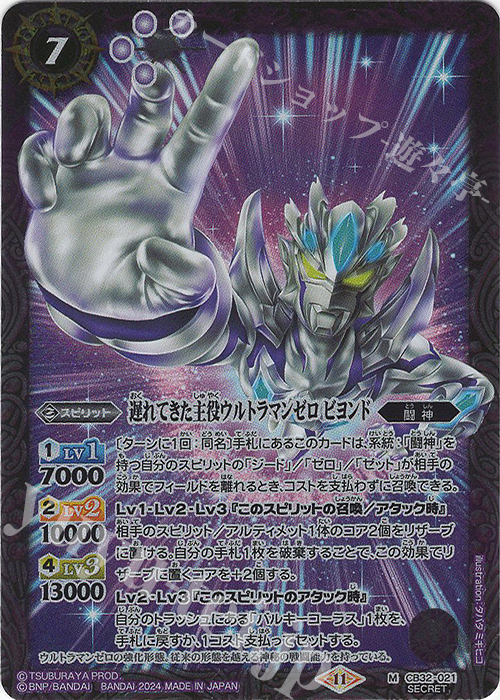 7
ショップ-遊々亭
遅れてきた主役ウルトラマンゼロ ビヨンド
おく
しゅ やく
スピリット
闘神
とう しん
1 LV1
7000
〔ターンに1回:同名〕手札にあるこのカードは、系統:「闘神」を
持つ自分のスピリットの「ジード」/「ゼロ」/「ゼット」が相手の
効果でフィールドを離れるとき、コストを支払わずに召喚できる。
2 LV2
10000
Lv1・Lv2・Lv3『このスピリットの召喚/アタック時』
相手のスピリット/アルティメット1体のコア2個をリザーブ
に置ける。自分の手札1枚を破棄することで、この効果でリ
ザーブに置くコアを+2個する。
4 LV3
13000
Lv2・Lv3『このスピリットのアタック時』
自分のトラッシュにある「バルキーコーラス」1枚を、
手札に戻すか、1コスト支払ってセットする。
ウルトラマンゼロの強化形態。従来の形態を越える神秘の戦闘能力を持っている。
illustration:タバタミキヒコ
©TSUBURAYA PROD.
©BNP/BANDAI BANDAI 2024 MADE IN JAPAN
11
M CB32-021
SECRET